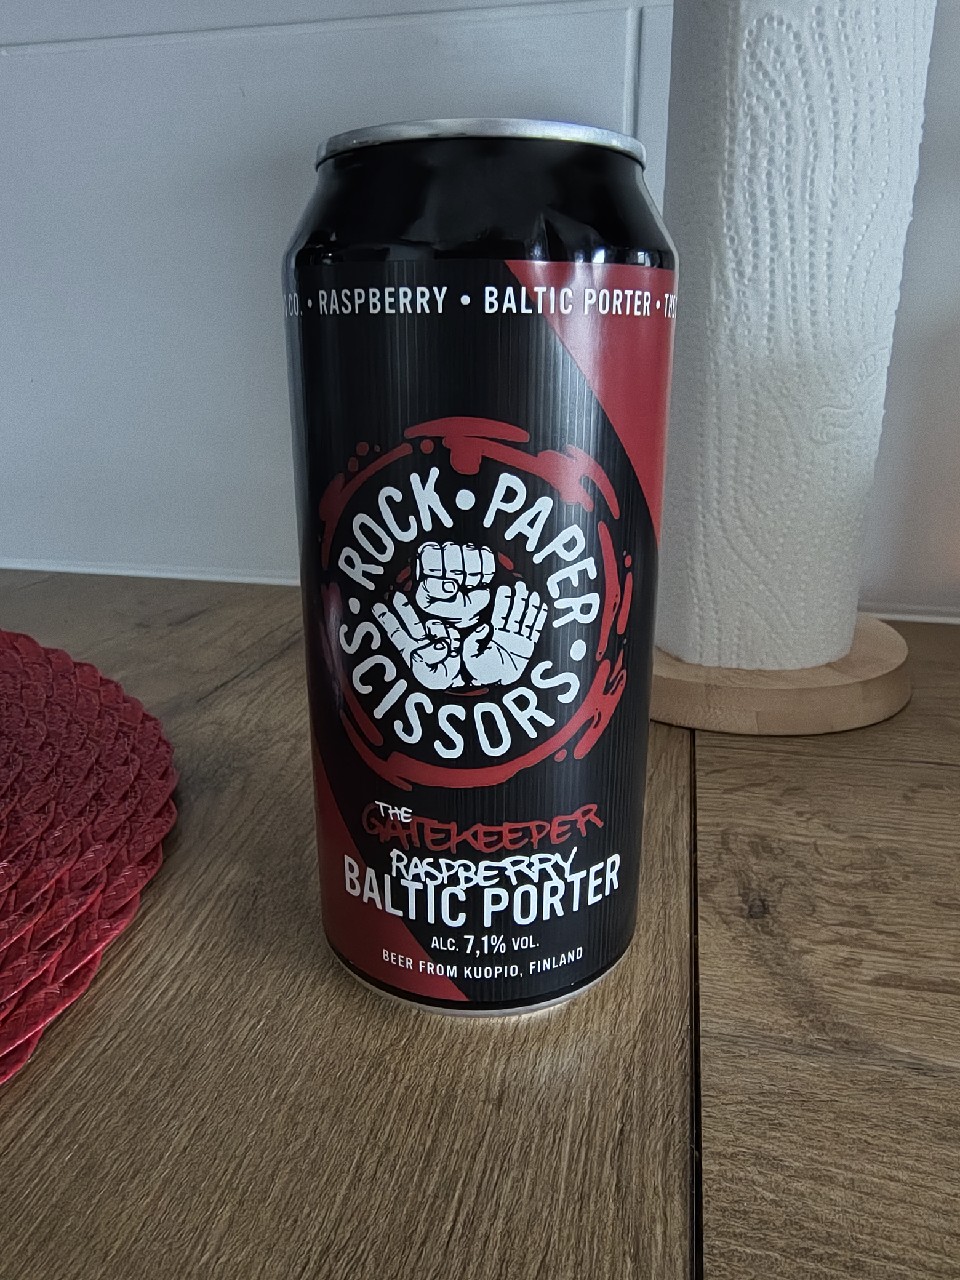 CO. • RASPBERRY • BALTIC PORTER •
ROCK • PAPER • SCISSORS •
THE
GATEKEEPER
RASPBERRY
BALTIC PORTER
ALC. 7,1% VOL.
BEER FROM KUOPIO, FINLAND